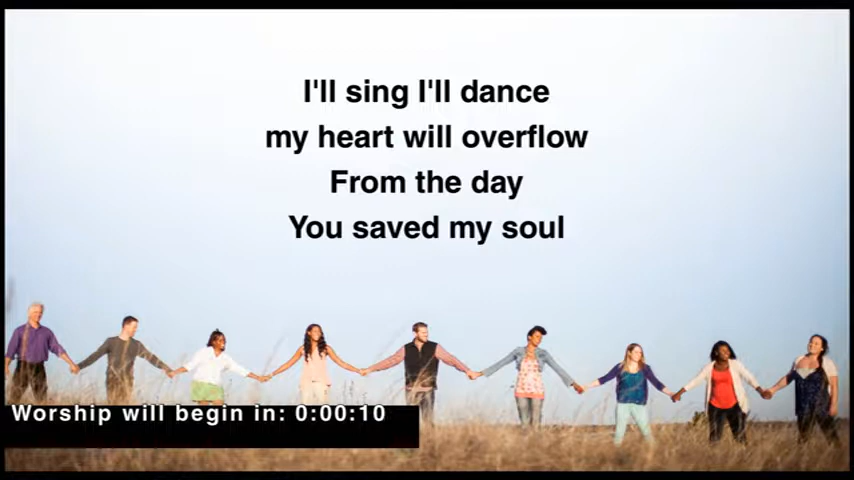 I'll sing I'll dance
my heart will overflow
From the day
You saved my soul
Worship will begin in: 0:00:10